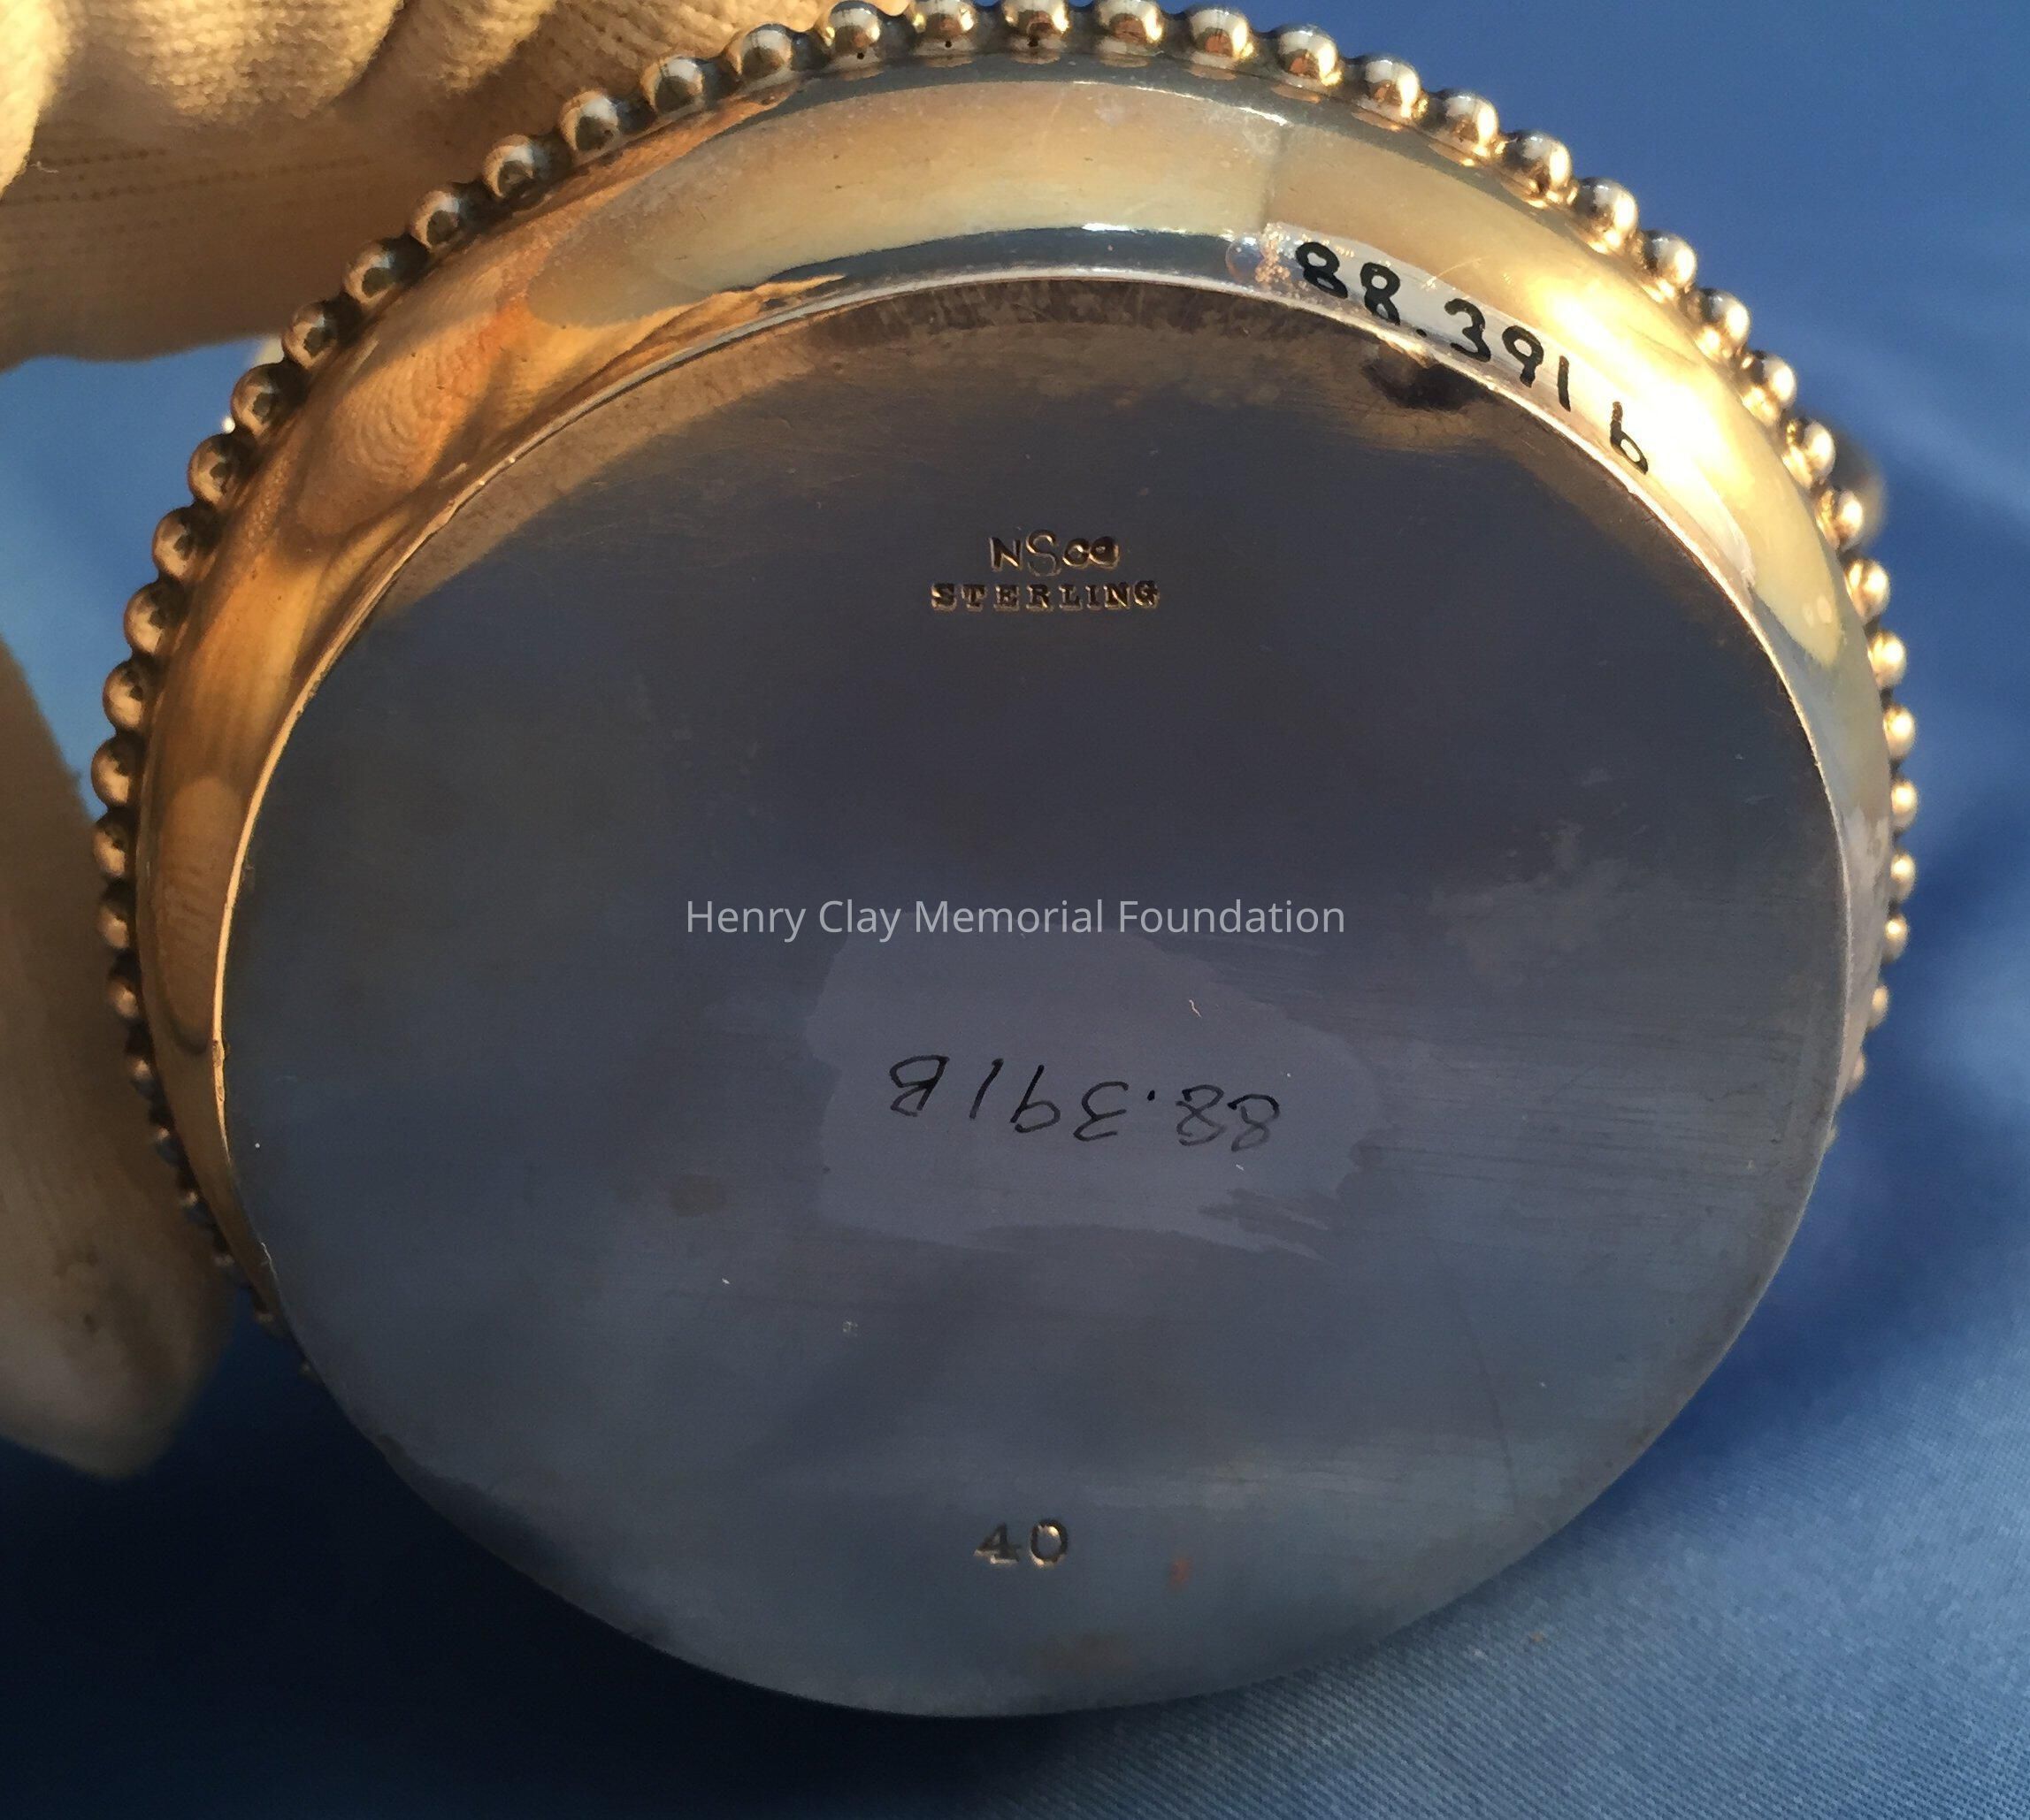 88.391 b
NSCo
STERLING
Henry Clay Memorial Foundation
88.391B
40